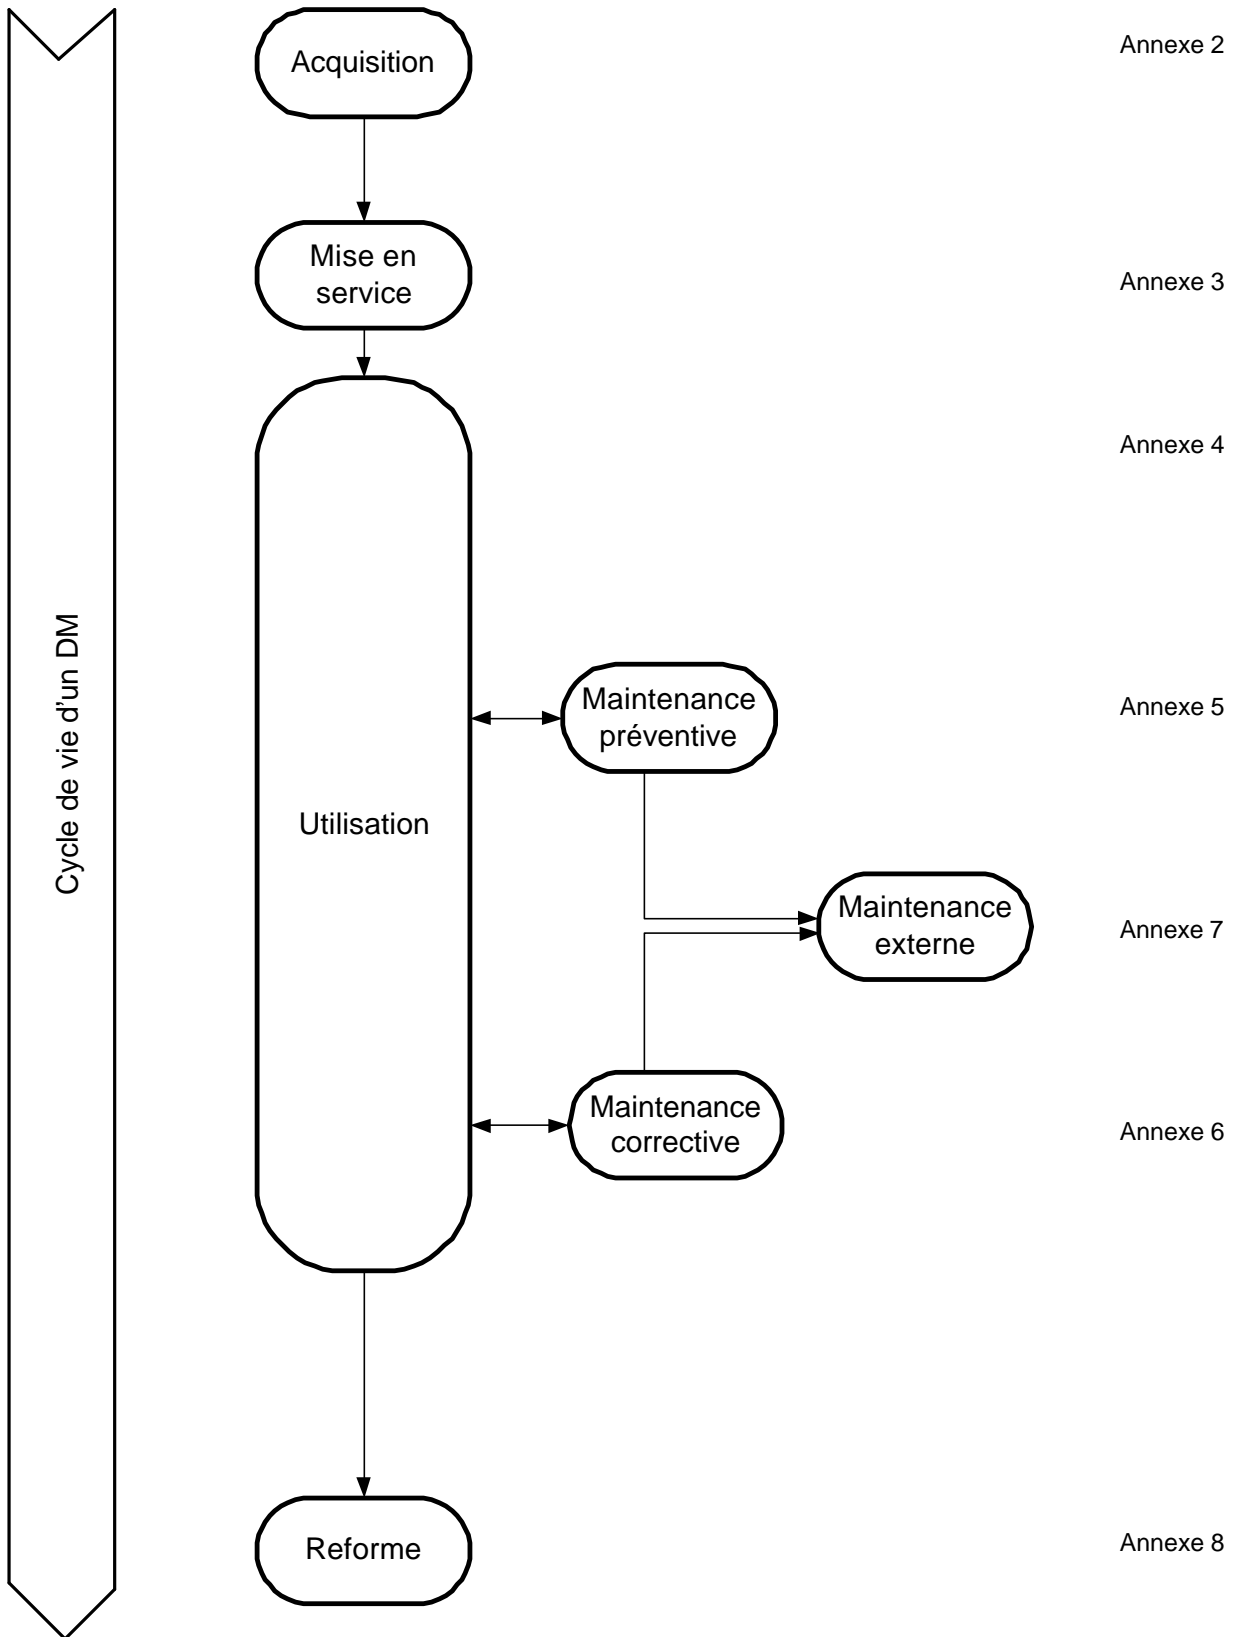 Acquisition
Annexe 2
Mise en
service
Annexe 3
Annexe 4
Cycle de vie d'un DM
Utilisation
Maintenance
préventive
Annexe 5
Maintenance
externe
Annexe 7
Maintenance
corrective
Annexe 6
Reforme
Annexe 8